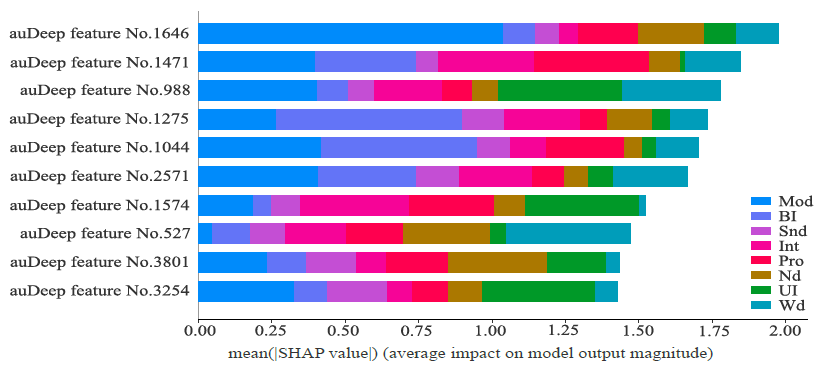 auDeep feature No.1646
auDeep feature No.1471
auDeep feature No.988
auDeep feature No.1275
auDeep feature No.1044
auDeep feature No.2571
auDeep feature No.1574
auDeep feature No.527
auDeep feature No.3801
auDeep feature No.3254
Mod
BI
Snd
Int
Pro
Nd
UI
Wd
0.00 0.25 0.50 0.75 1.00 1.25 1.50 1.75 2.00
mean(|SHAP value|) (average impact on model output magnitude)